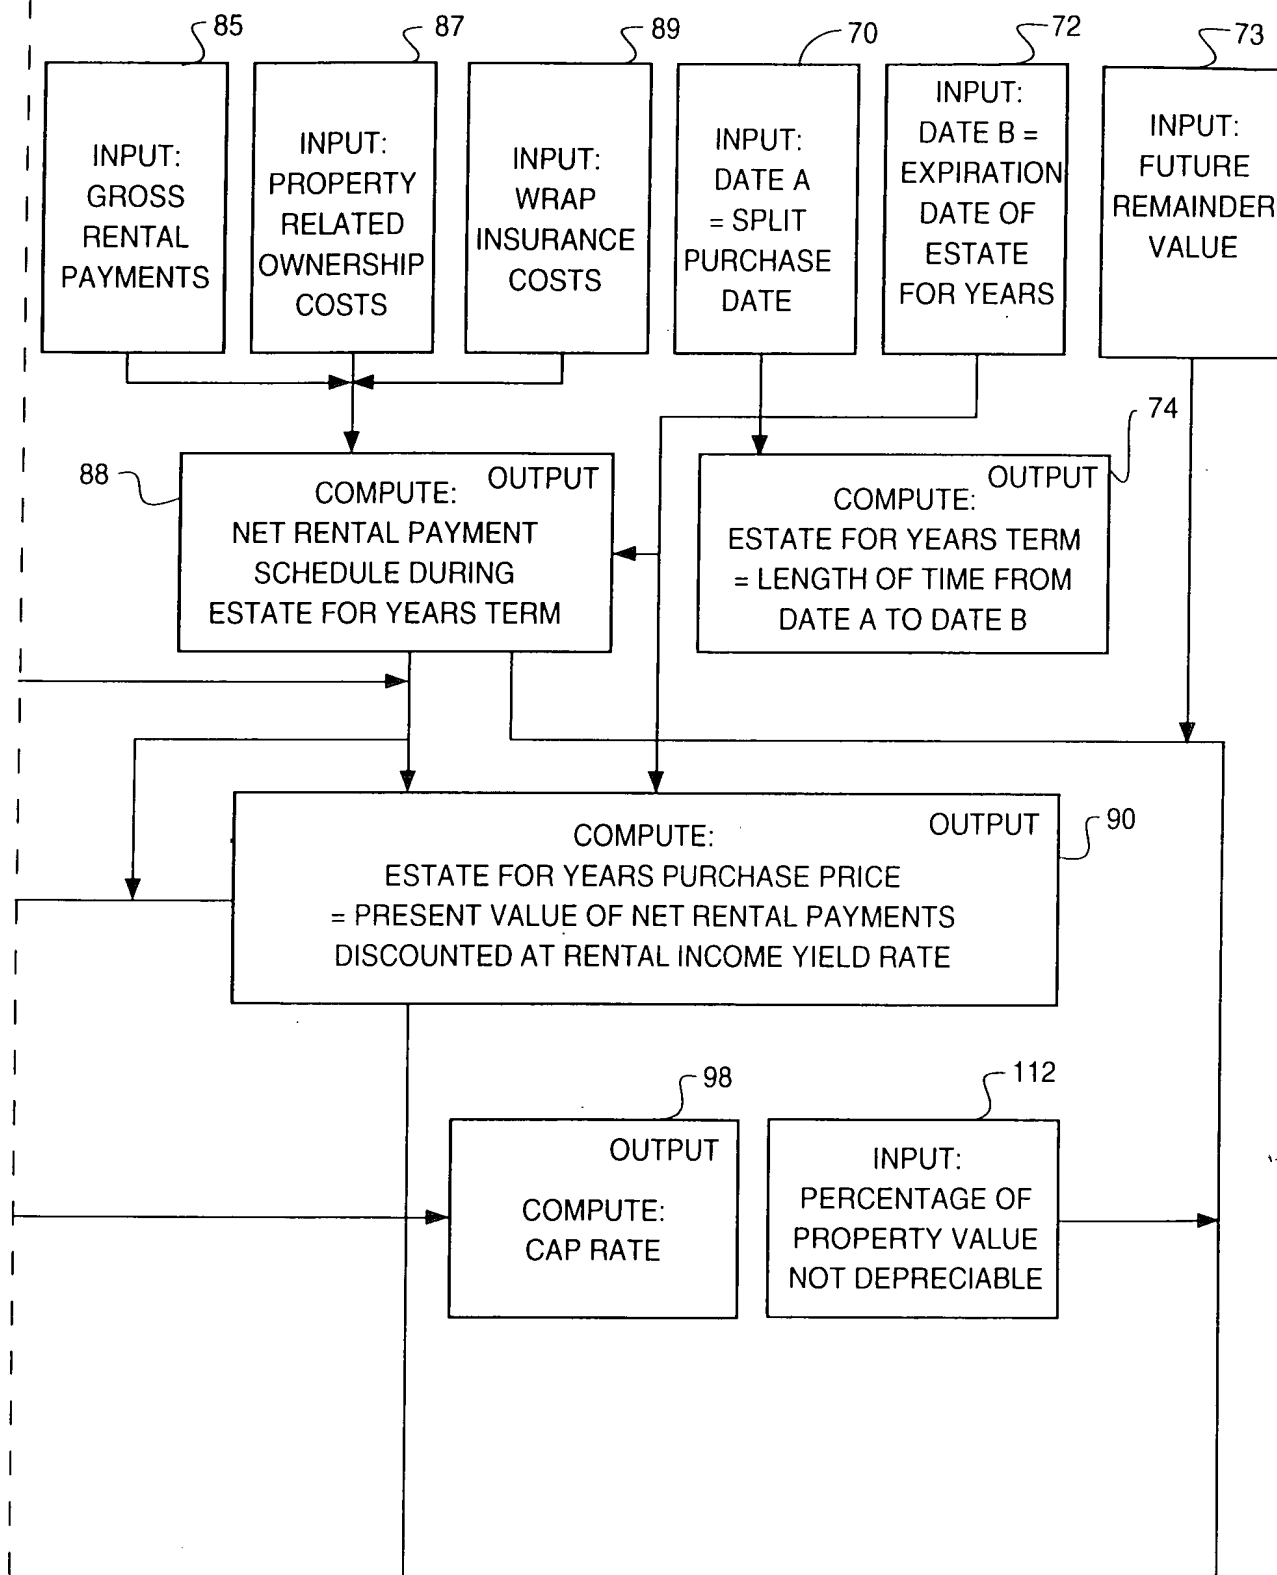 85
87
89
70
72
73
INPUT:
GROSS
RENTAL
PAYMENTS
INPUT:
PROPERTY
RELATED
OWNERSHIP
COSTS
INPUT:
WRAP
INSURANCE
COSTS
INPUT:
DATE A
= SPLIT
PURCHASE
DATE
INPUT:
DATE B =
EXPIRATION
DATE OF
ESTATE
FOR YEARS
INPUT:
FUTURE
REMAINDER
VALUE
88
OUTPUT
COMPUTE:
NET RENTAL PAYMENT
SCHEDULE DURING
ESTATE FOR YEARS TERM
74
OUTPUT
COMPUTE:
ESTATE FOR YEARS TERM
= LENGTH OF TIME FROM
DATE A TO DATE B
90
OUTPUT
COMPUTE:
ESTATE FOR YEARS PURCHASE PRICE
= PRESENT VALUE OF NET RENTAL PAYMENTS
DISCOUNTED AT RENTAL INCOME YIELD RATE
98
OUTPUT
COMPUTE:
CAP RATE
112
INPUT:
PERCENTAGE OF
PROPERTY VALUE
NOT DEPRECIABLE